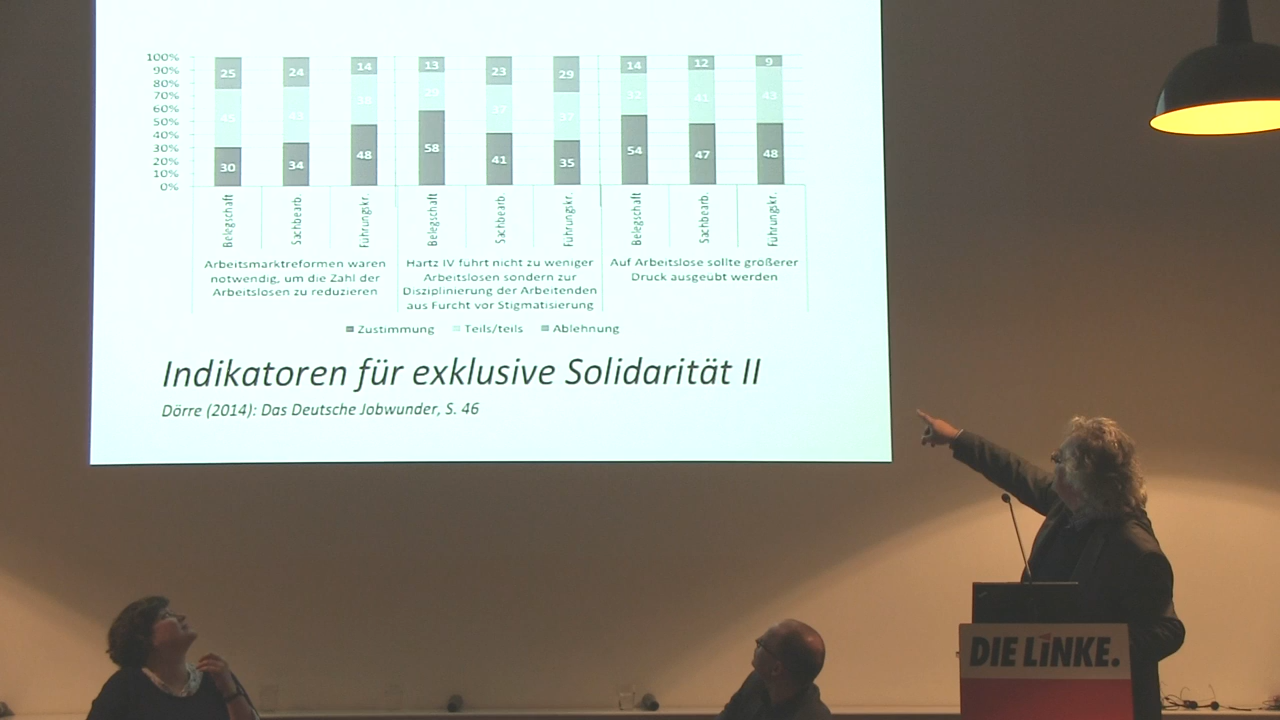 100%
90%
80%
70%
60%
50%
40%
30%
20%
10%
0%
25 24 14 13 23 29 14 12 9
45 43 38 29 37 37 32 41 43
30 34 48 58 41 35 54 47 48
Belegschaft Sachbearb. Führungskr. Belegschaft Sachbearb. Führungskr. Belegschaft Sachbearb. Führungskr.
Arbeitsmarktreformen waren
notwendig, um die Zahl der
Arbeitslosen zu reduzieren
Hartz IV führt nicht zu weniger
Arbeitslosen sondern zur
Disziplinierung der Arbeitenden
aus Furcht vor Stigmatisierung
Auf Arbeitslose sollte größerer
Druck ausgeübt werden
Zustimmung Teils/teils Ablehnung
Indikatoren für exklusive Solidarität II
Dörre (2014): Das Deutsche Jobwunder, S. 46
DIE LINKE.